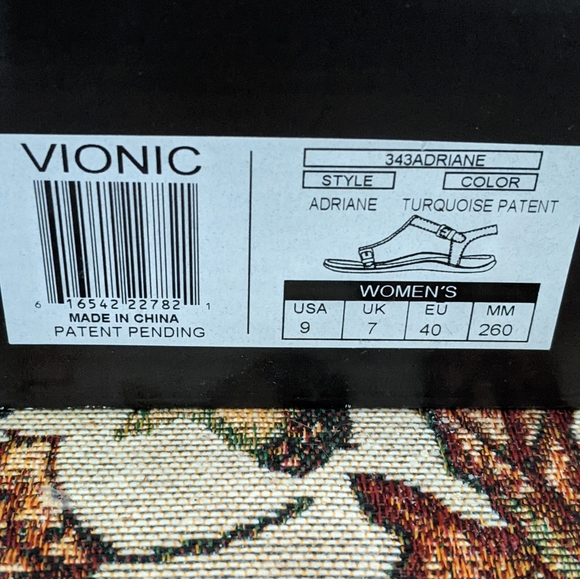 VIONIC
6 16542 22782 1
MADE IN CHINA
PATENT PENDING
343ADRIANE
STYLE COLOR
ADRIANE TURQUOISE PATENT
WOMEN'S
USA UK EU MM
9 7 40 260